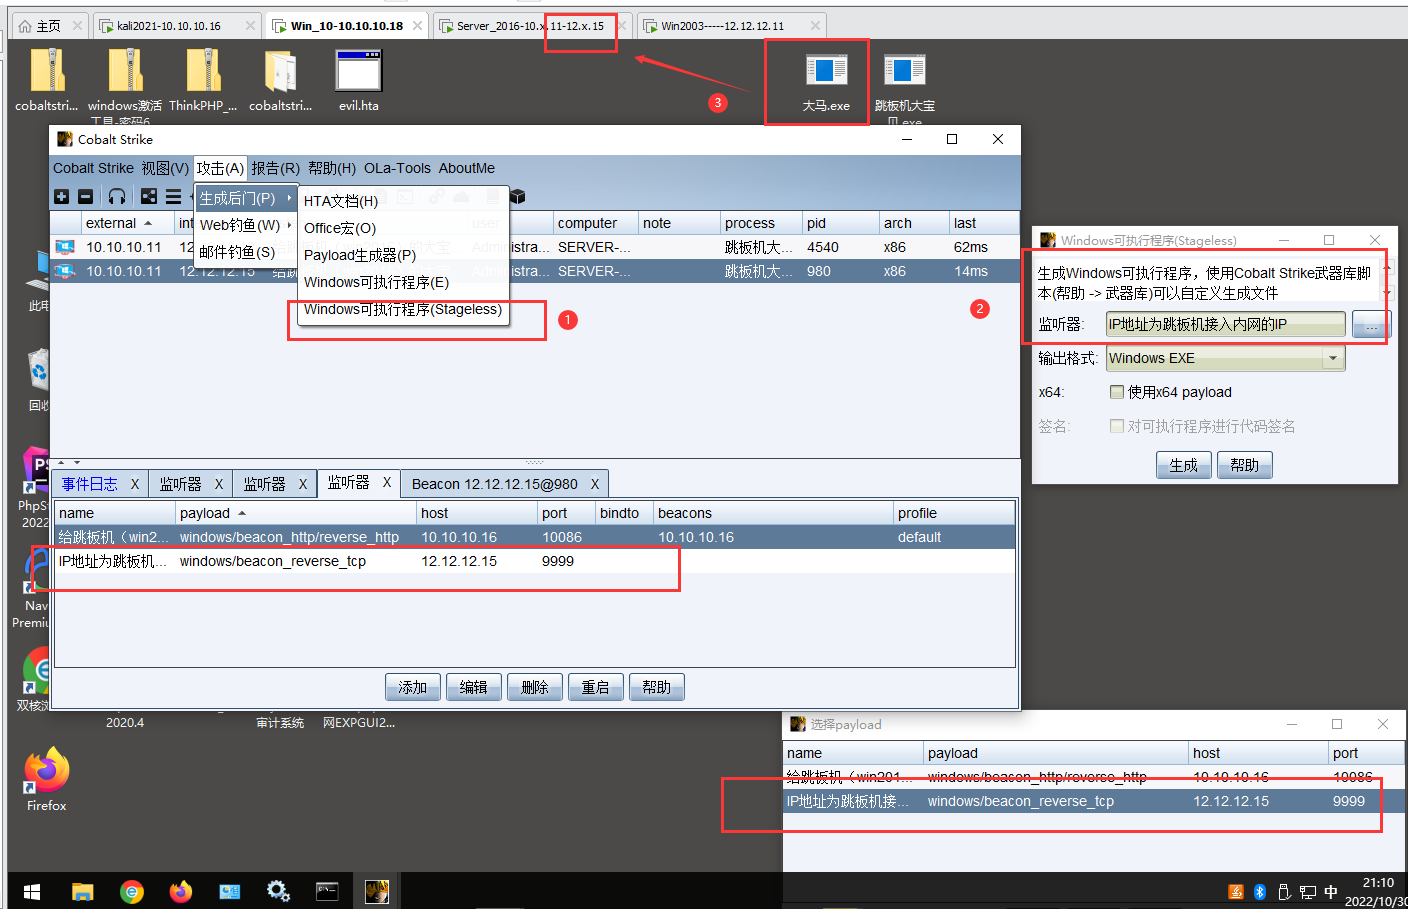 主页
kali2021-10.10.10.16
Win_10-10.10.10.18
Server_2016-10.x.11-12.x.15
Win2003-----12.12.12.11
cobaltstri...
windows激活
工具-密码6
ThinkPHP_...
cobaltstri...
evil.hta
3
大马.exe
跳板机大宝
贝.exe
Cobalt Strike
Cobalt Strike 视图(V) 攻击(A) 报告(R) 帮助(H) OLa-Tools AboutMe
生成后门(P)
Web钓鱼(W)
邮件钓鱼(S)
HTA文档(H)
Office宏(O)
Payload生成器(P)
Windows可执行程序(E)
Windows可执行程序(Stageless)
1
external int user computer note process pid arch last
10.10.10.11 12. Administra... SERVER-... 跳板机大... 4540 x86 62ms
10.10.10.11 12.12.12.15 Administra... SERVER-... 跳板机大... 980 x86 14ms
2
Windows可执行程序(Stageless)
生成Windows可执行程序，使用Cobalt Strike武器库脚
本(帮助 -> 武器库)可以自定义生成文件
监听器: IP地址为跳板机接入内网的IP ...
输出格式: Windows EXE
x64: 使用x64 payload
签名: 对可执行程序进行代码签名
生成 帮助
此电
回收
PhpSt
2022
Nav
Premiu
双核浏
2020.4
审计系统
网EXPGUI2...
Firefox
事件日志 X 监听器 X 监听器 X 监听器 X Beacon 12.12.12.15@980 X
name payload host port bindto beacons profile
给跳板机（win2... windows/beacon_http/reverse_http 10.10.10.16 10086 10.10.10.16 default
IP地址为跳板机... windows/beacon_reverse_tcp 12.12.12.15 9999
添加 编辑 删除 重启 帮助
选择payload
name payload host port
给跳板机（win201... windows/beacon_http/reverse_http 10.10.10.16 10086
IP地址为跳板机接... windows/beacon_reverse_tcp 12.12.12.15 9999
中
21:10
2022/10/30